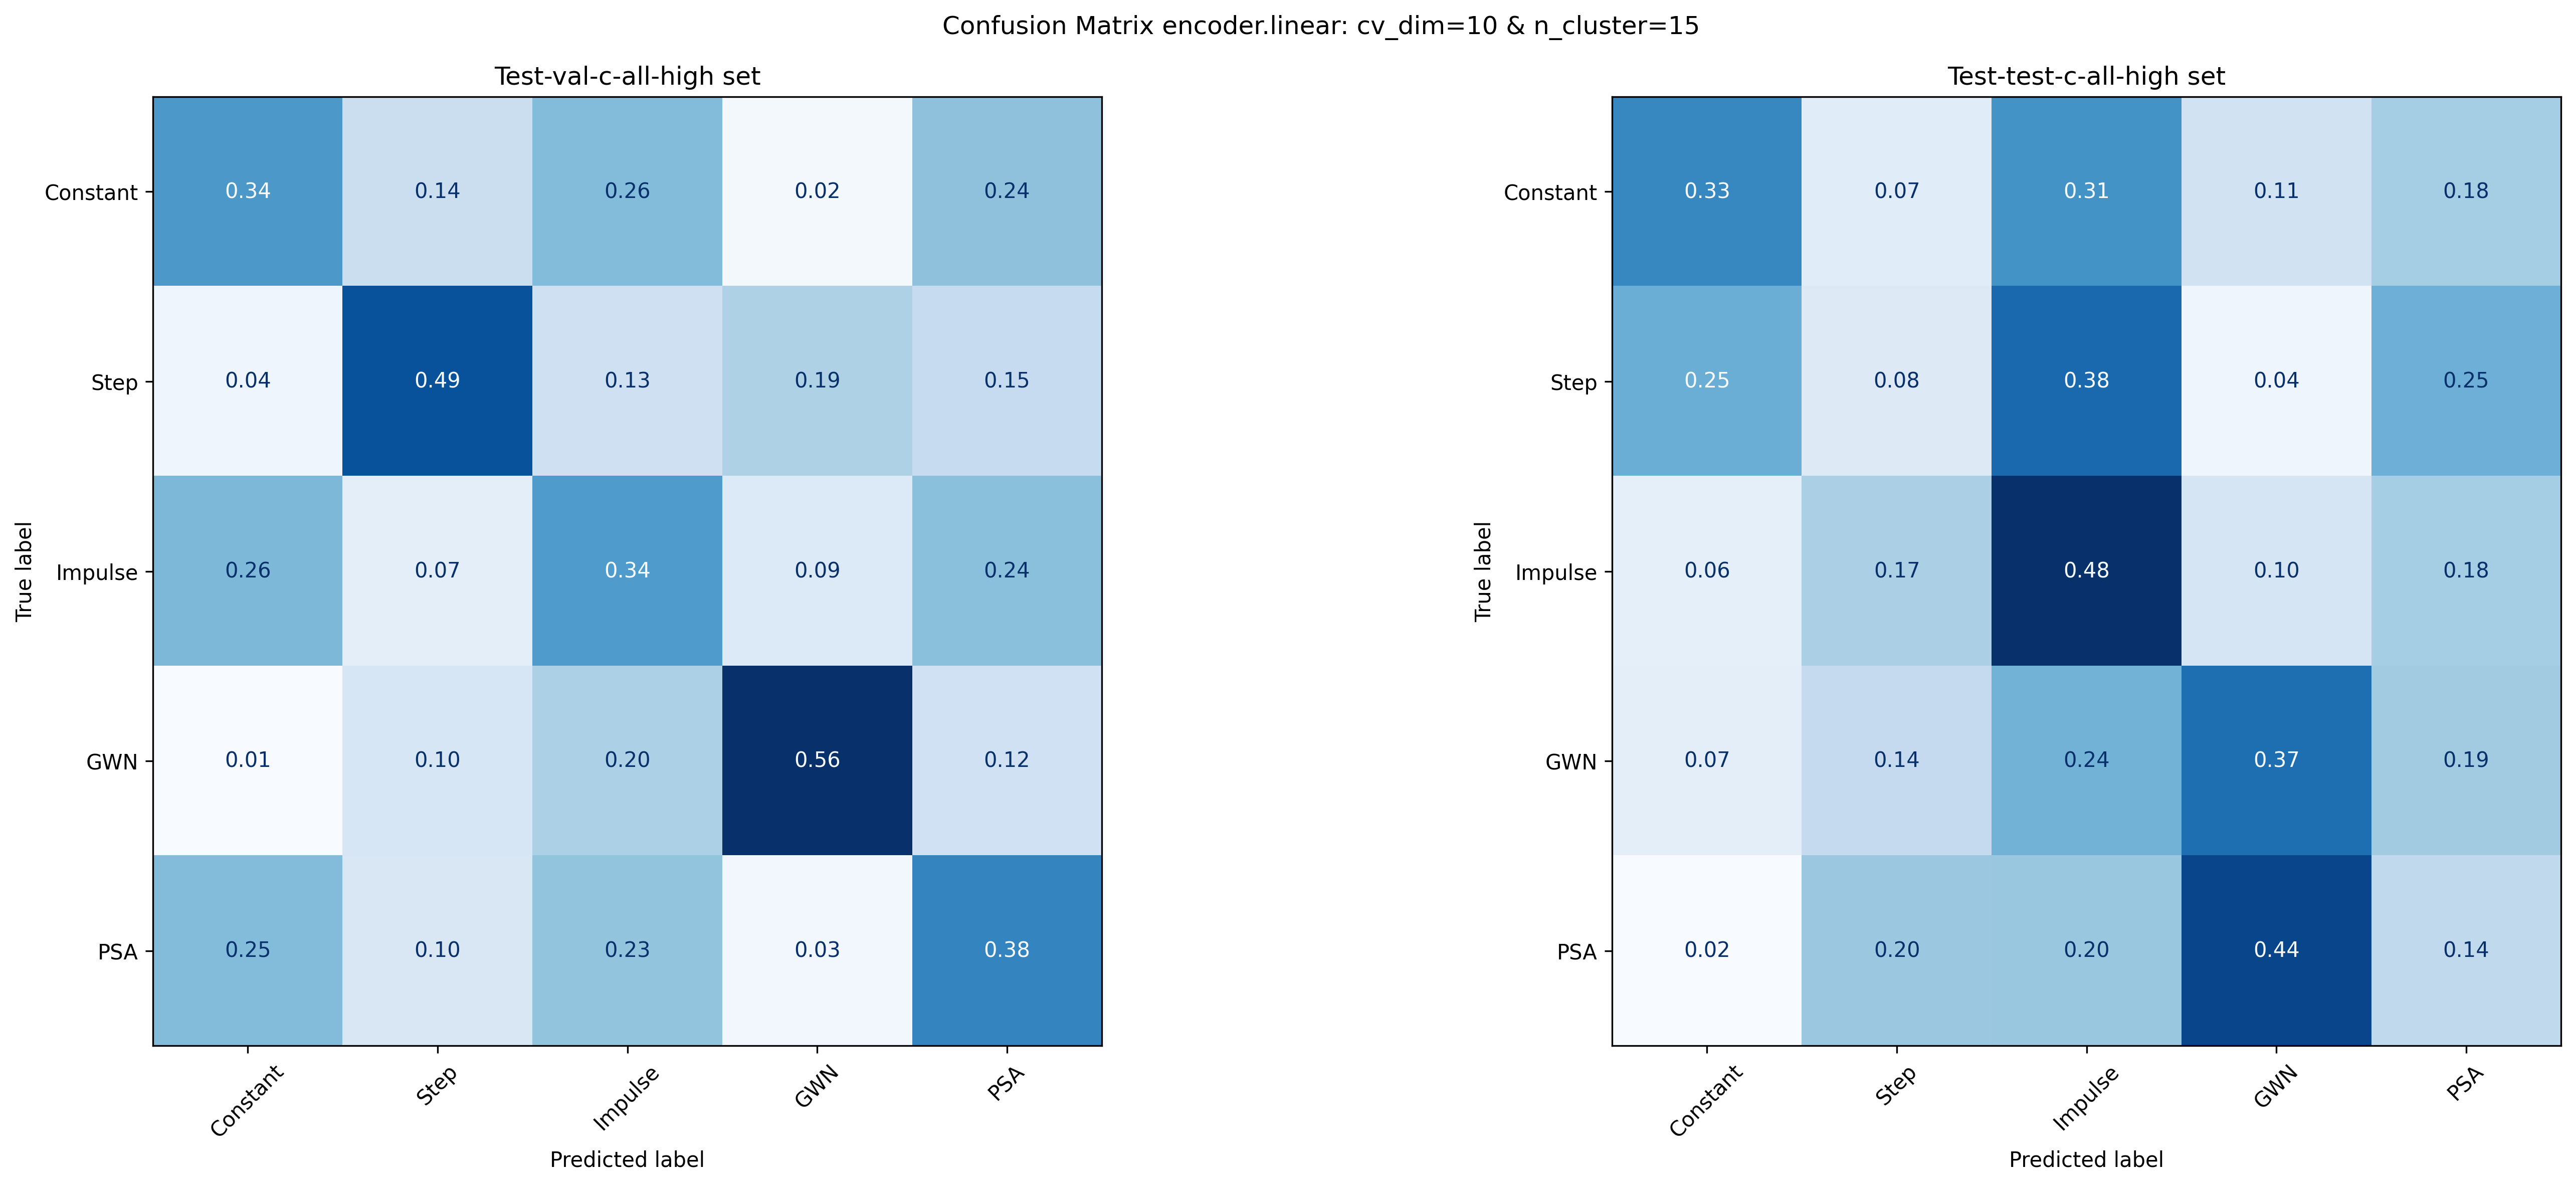 Confusion Matrix encoder.linear: cv_dim=10 & n_cluster=15
Test-val-c-all-high set
True label
Constant 0.34 0.14 0.26 0.02 0.24
Step 0.04 0.49 0.13 0.19 0.15
Impulse 0.26 0.07 0.34 0.09 0.24
GWN 0.01 0.10 0.20 0.56 0.12
PSA 0.25 0.10 0.23 0.03 0.38
Constant Step Impulse GWN PSA
Predicted label
Test-test-c-all-high set
True label
Constant 0.33 0.07 0.31 0.11 0.18
Step 0.25 0.08 0.38 0.04 0.25
Impulse 0.06 0.17 0.48 0.10 0.18
GWN 0.07 0.14 0.24 0.37 0.19
PSA 0.02 0.20 0.20 0.44 0.14
Constant Step Impulse GWN PSA
Predicted label